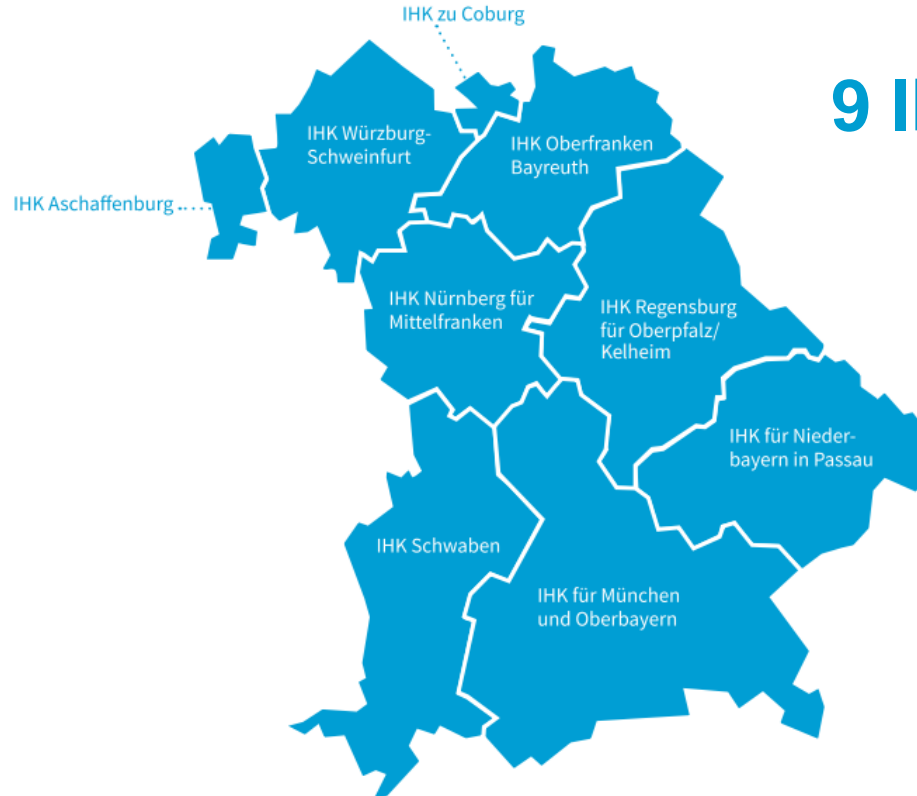 IHK zu Coburg
9 I
IHK Würzburg-
Schweinfurt
IHK Oberfranken
Bayreuth
IHK Aschaffenburg
IHK Nürnberg für
Mittelfranken
IHK Regensburg
für Oberpfalz/
Kelheim
IHK für Nieder-
bayern in Passau
IHK Schwaben
IHK für München
und Oberbayern